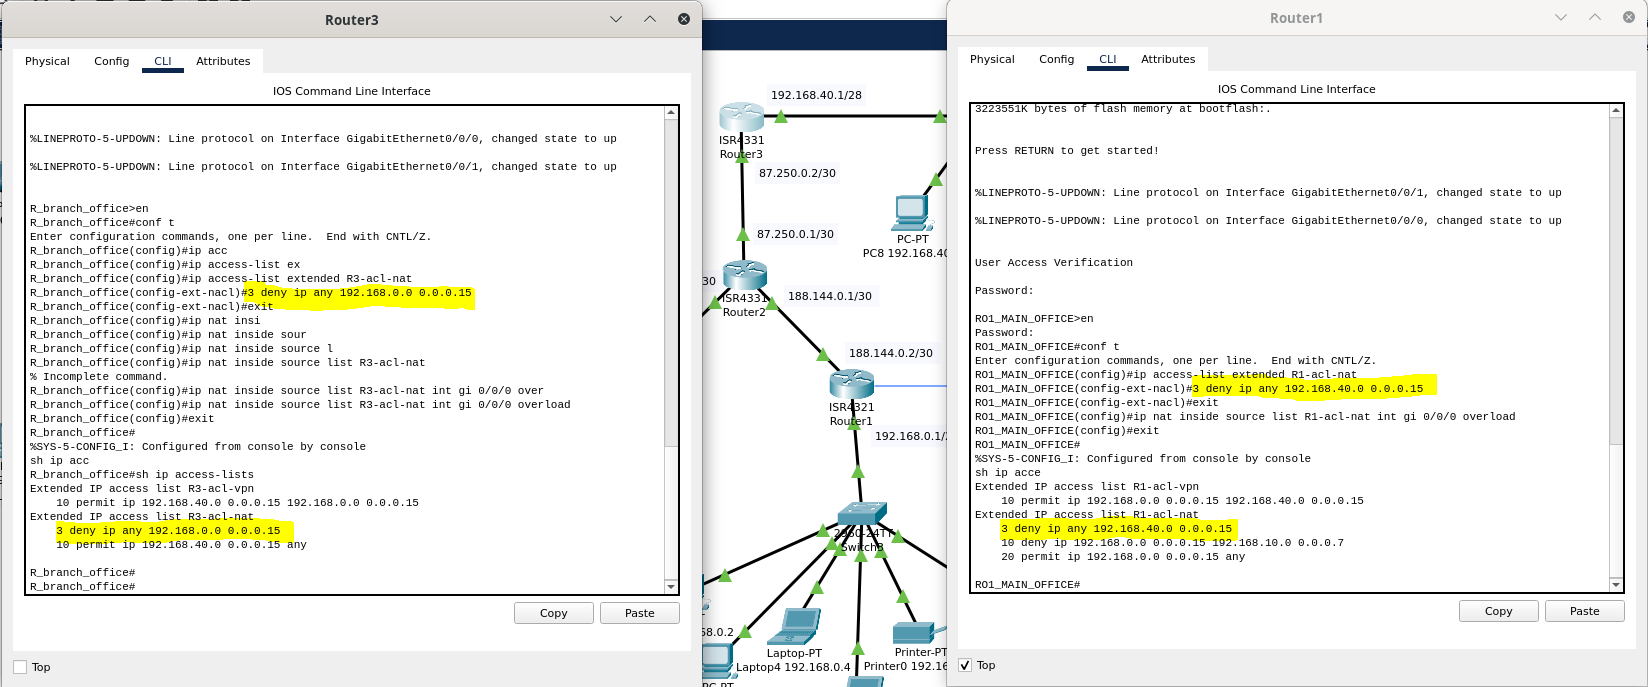 Router3
Physical
Config
CLI
Attributes
IOS Command Line Interface
%LINEPROTO-5-UPDOWN: Line protocol on Interface GigabitEthernet0/0/0, changed state to up
%LINEPROTO-5-UPDOWN: Line protocol on Interface GigabitEthernet0/0/1, changed state to up
R_branch_office>en
R_branch_office#conf t
Enter configuration commands, one per line.  End with CNTL/Z.
R_branch_office(config)#ip acc
R_branch_office(config)#ip access-list ex
R_branch_office(config)#ip access-list extended R3-acl-nat
R_branch_office(config-ext-nacl)#3 deny ip any 192.168.0.0 0.0.0.15
R_branch_office(config-ext-nacl)#exit
R_branch_office(config)#ip nat insi
R_branch_office(config)#ip nat inside sour
R_branch_office(config)#ip nat inside source l
R_branch_office(config)#ip nat inside source list R3-acl-nat
% Incomplete command.
R_branch_office(config)#ip nat inside source list R3-acl-nat int gi 0/0/0 over
R_branch_office(config)#ip nat inside source list R3-acl-nat int gi 0/0/0 overload
R_branch_office(config)#exit
R_branch_office#
%SYS-5-CONFIG_I: Configured from console by console
sh ip acc
R_branch_office#sh ip access-lists
Extended IP access list R3-acl-vpn
10 permit ip 192.168.40.0 0.0.0.15 192.168.0.0 0.0.0.15
Extended IP access list R3-acl-nat
3 deny ip any 192.168.0.0 0.0.0.15
10 permit ip 192.168.40.0 0.0.0.15 any
R_branch_office#
R_branch_office#
Copy
Paste
Top
192.168.40.1/28
ISR4331
Router3
87.250.0.2/30
PC-PT
PC8 192.168.40
87.250.0.1/30
30
ISR4331
Router2
188.144.0.1/30
188.144.0.2/30
ISR4321
Router1
192.168.0.1/
2960-24TT
Switch3
68.0.2
PC-PT
Laptop-PT
Laptop4 192.168.0.4
Printer-PT
Printer0 192.16
Router1
Physical
Config
CLI
Attributes
IOS Command Line Interface
3223551K bytes of flash memory at bootflash:.
Press RETURN to get started!
%LINEPROTO-5-UPDOWN: Line protocol on Interface GigabitEthernet0/0/1, changed state to up
%LINEPROTO-5-UPDOWN: Line protocol on Interface GigabitEthernet0/0/0, changed state to up
User Access Verification
Password:
RO1_MAIN_OFFICE>en
Password:
RO1_MAIN_OFFICE#conf t
Enter configuration commands, one per line.  End with CNTL/Z.
RO1_MAIN_OFFICE(config)#ip access-list extended R1-acl-nat
RO1_MAIN_OFFICE(config-ext-nacl)#3 deny ip any 192.168.40.0 0.0.0.15
RO1_MAIN_OFFICE(config-ext-nacl)#exit
RO1_MAIN_OFFICE(config)#ip nat inside source list R1-acl-nat int gi 0/0/0 overload
RO1_MAIN_OFFICE(config)#exit
RO1_MAIN_OFFICE#
%SYS-5-CONFIG_I: Configured from console by console
sh ip acce
Extended IP access list R1-acl-vpn
10 permit ip 192.168.0.0 0.0.0.15 192.168.40.0 0.0.0.15
Extended IP access list R1-acl-nat
3 deny ip any 192.168.40.0 0.0.0.15
10 deny ip 192.168.0.0 0.0.0.15 192.168.10.0 0.0.0.7
20 permit ip 192.168.0.0 0.0.0.15 any
RO1_MAIN_OFFICE#
Copy
Paste
Top